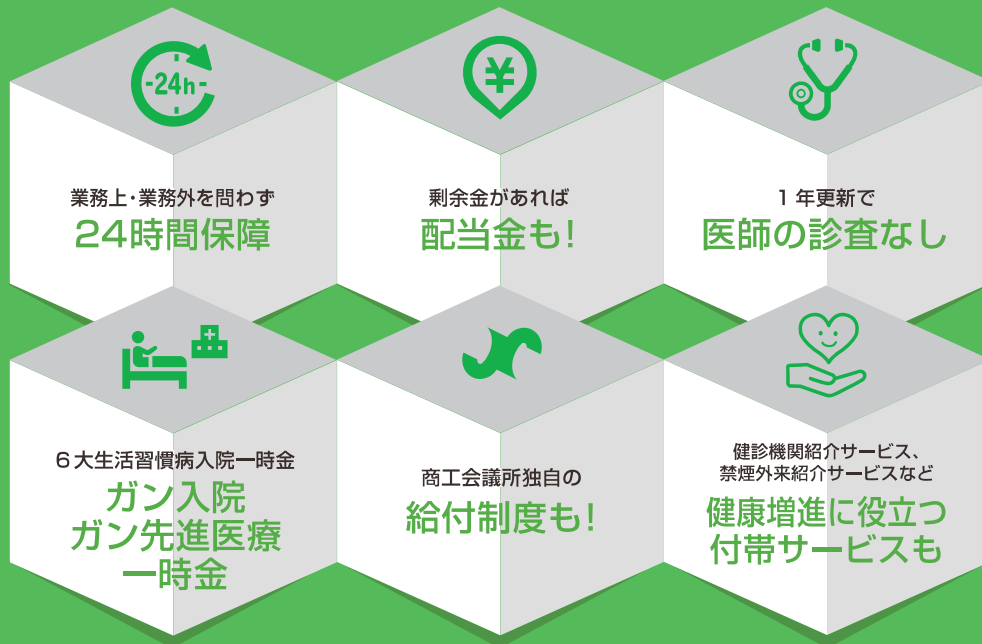 24h
業務上・業務外を問わず
24時間保障
¥
剰余金があれば
配当金も!
1年更新で
医師の診査なし
6大生活習慣病入院一時金
ガン入院
ガン先進医療
一時金
商工会議所独自の
給付制度も!
健診機関紹介サービス、
禁煙外来紹介サービスなど
健康増進に役立つ
付帯サービスも